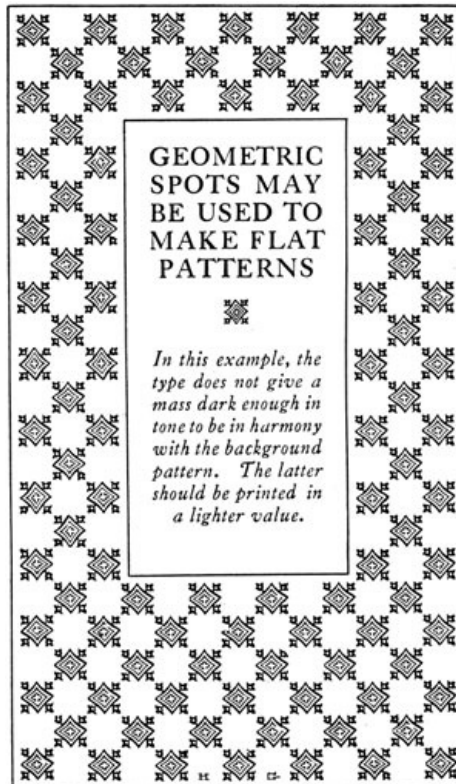 GEOMETRIC
SPOTS MAY
BE USED TO
MAKE FLAT
PATTERNS
In this example, the
type does not give a
mass dark enough in
tone to be in harmony
with the background
pattern. The latter
should be printed in
a lighter value.